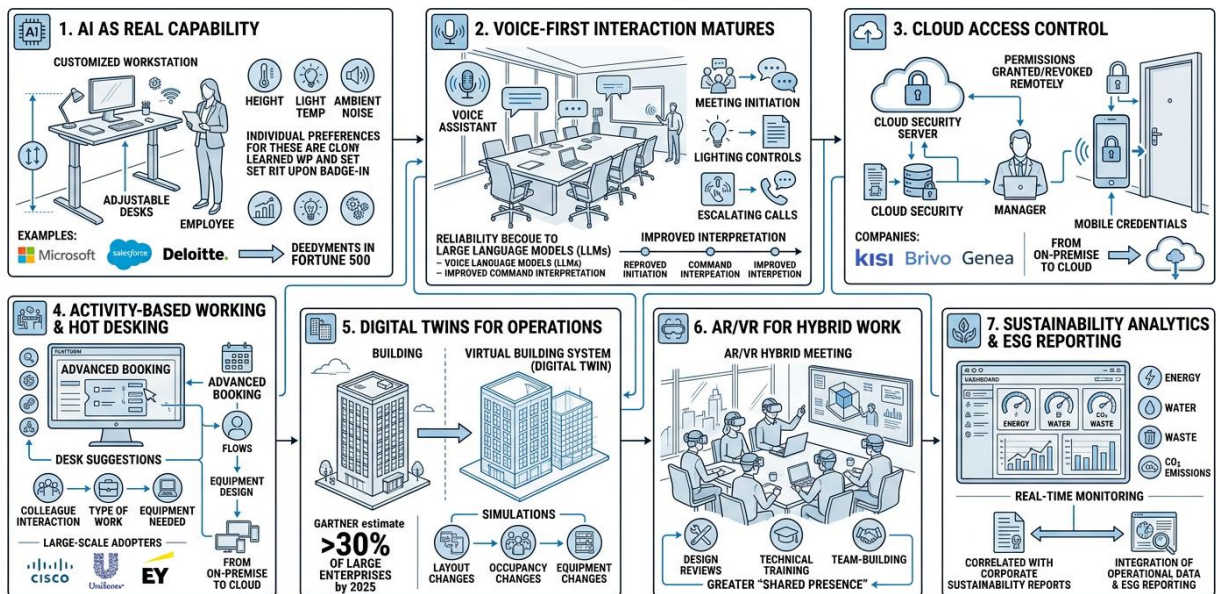 AI
1. AI AS REAL CAPABILITY
CUSTOMIZED WORKSTATION
HEIGHT
LIGHT
TEMP
AMBIENT
NOISE
INDIVIDUAL PREFERENCES
FOR THESE ARE CLONY
LEARNED WP AND SET
SET RIT UPON BADGE-IN
ADJUSTABLE
DESKS
EMPLOYEE
EXAMPLES:
Microsoft
salesforce
Deloitte.
DEEDYMENTS IN
FORTUNE 500
2. VOICE-FIRST INTERACTION MATURES
VOICE
ASSISTANT
MEETING INITIATION
LIGHTING CONTROLS
ESCALATING CALLS
RELIABILITY BECOUE TO
LARGE LANGUAGE MODELS (LLMs)
– VOICE LANGUAGE MODELS (LLMA)
– IMPROVED COMMAND INTERPRETATION
IMPROVED INTERPRETATION
REPROVED
INITIATION
COMMAND
INTERPEATION
IMPROVED
INTERPETION
3. CLOUD ACCESS CONTROL
PERMISSIONS
GRANTED/REVOKED
REMOTELY
CLOUD SECURITY
SERVER
CLOUD SECURITY
MANAGER
MOBILE CREDENTIALS
COMPANIES:
KISI
Brivo
Genea
FROM
ON-PREMISE
TO CLOUD
4. ACTIVITY-BASED WORKING
& HOT DESKING
ADVANCED BOOKING
ADVANCED
BOOKING
FLOWS
DESK SUGGESTIONS
EQUIPMENT
DESIGN
COLLEAGUE
INTERACTION
TYPE OF
WORK
EQUIPMENT
NEEDED
LARGE-SCALE ADOPTERS
CISCO
Unilever
EY
FROM
ON-PREMISE
TO CLOUD
5. DIGITAL TWINS FOR OPERATIONS
BUILDING
VIRTUAL BUILDING SYSTEM
(DIGITAL TWIN)
GARTNER estimate
>30%
OF LARGE
ENTERPRISES
by 2025
SIMULATIONS
LAYOUT
CHANGES
OCCUPANCY
CHANGES
EQUIPMENT
CHANGES
6. AR/VR FOR HYBRID WORK
AR/VR HYBRID MEETING
DESIGN
REVIEWS
TECHNICAL
TRAINING
TEAM-BUILDING
GREATER "SHARED PRESENCE"
7. SUSTAINABILITY ANALYTICS
& ESG REPORTING
VASHBOARD
ENERGY
WATER
CO₂
WASTE
ENERGY
WATER
WASTE
CO₂
EMISSIONS
REAL-TIME MONITORING
CORRELATED WITH
CORPORATE
SUSTAINABILITY REPORTS
INTEGRATION OF
OPERATIONAL DATA
& ESG REPORTING